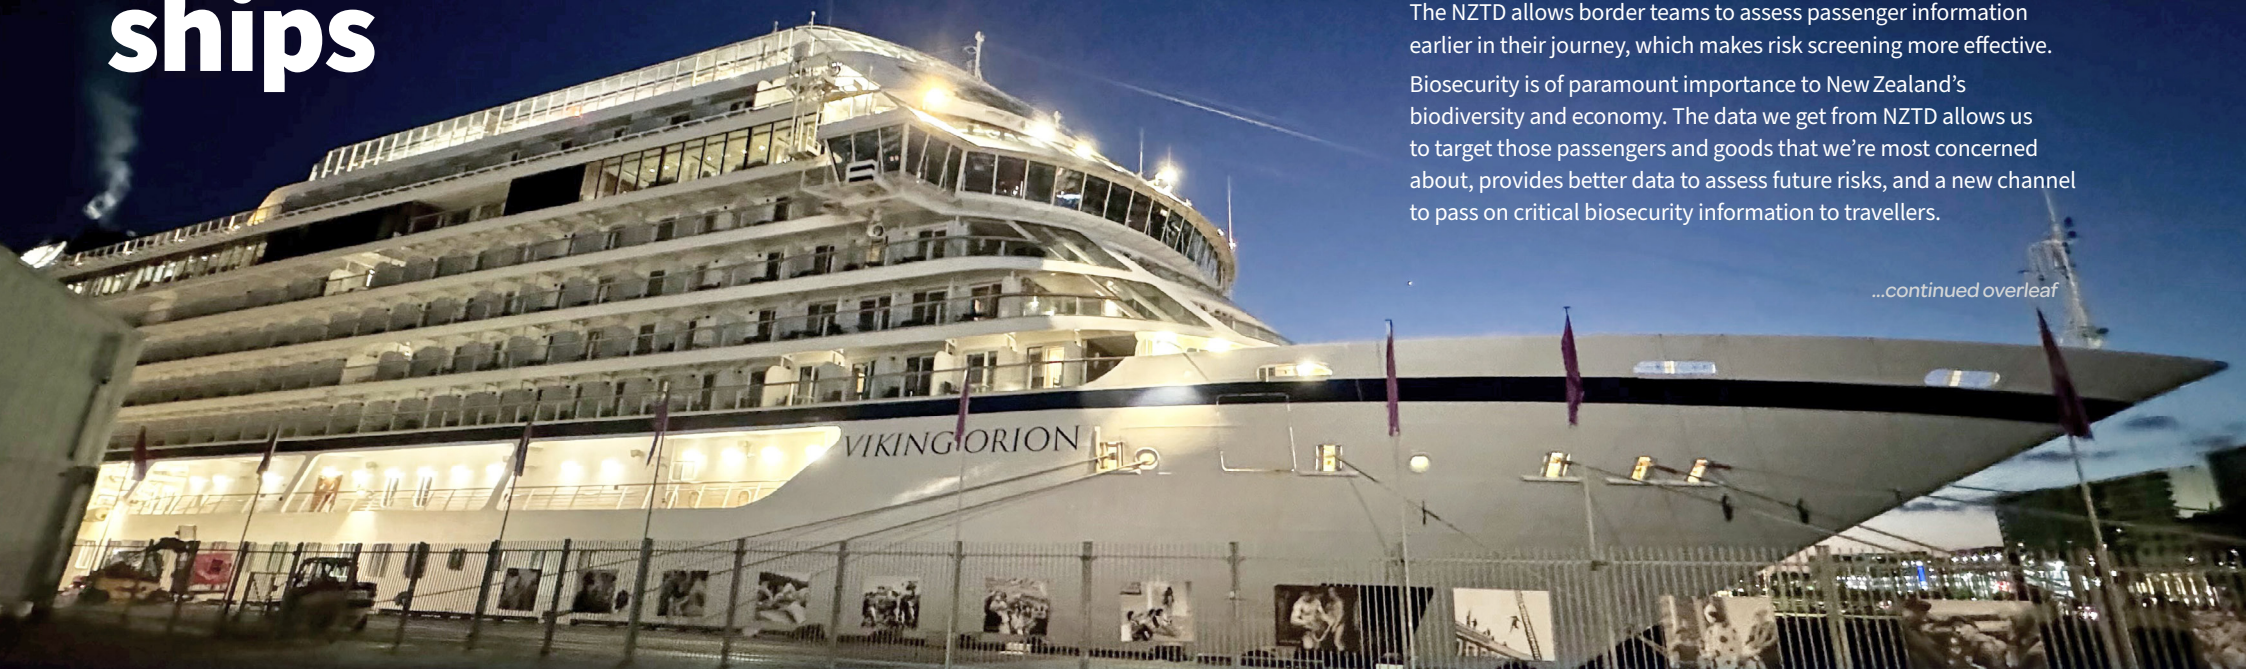 ships
The NZTD allows border teams to assess passenger information
earlier in their journey, which makes risk screening more effective.
Biosecurity is of paramount importance to New Zealand’s
biodiversity and economy. The data we get from NZTD allows us
to target those passengers and goods that we’re most concerned
about, provides better data to assess future risks, and a new channel
to pass on critical biosecurity information to travellers.
...continued overleaf
VIKING ORION